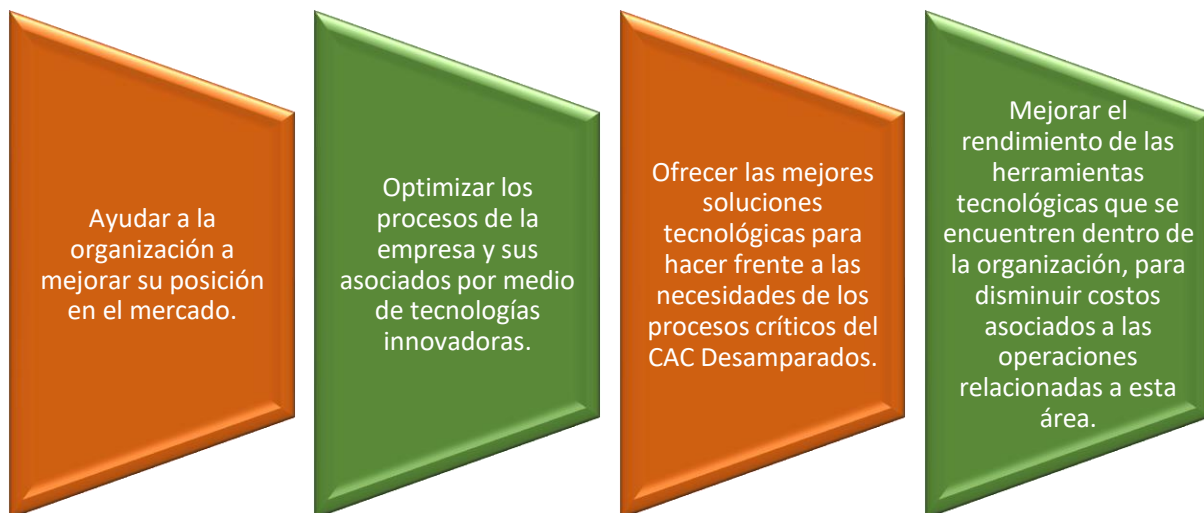 Ayudar a la
organización a
mejorar su posición
en el mercado.
Optimizar los
procesos de la
empresa y sus
asociados por medio
de tecnologías
innovadoras.
Ofrecer las mejores
soluciones
tecnológicas para
hacer frente a las
necesidades de los
procesos críticos del
CAC Desamparados.
Mejorar el
rendimiento de las
herramientas
tecnológicas que se
encuentren dentro de
la organización, para
disminuir costos
asociados a las
operaciones
relacionadas a esta
área.